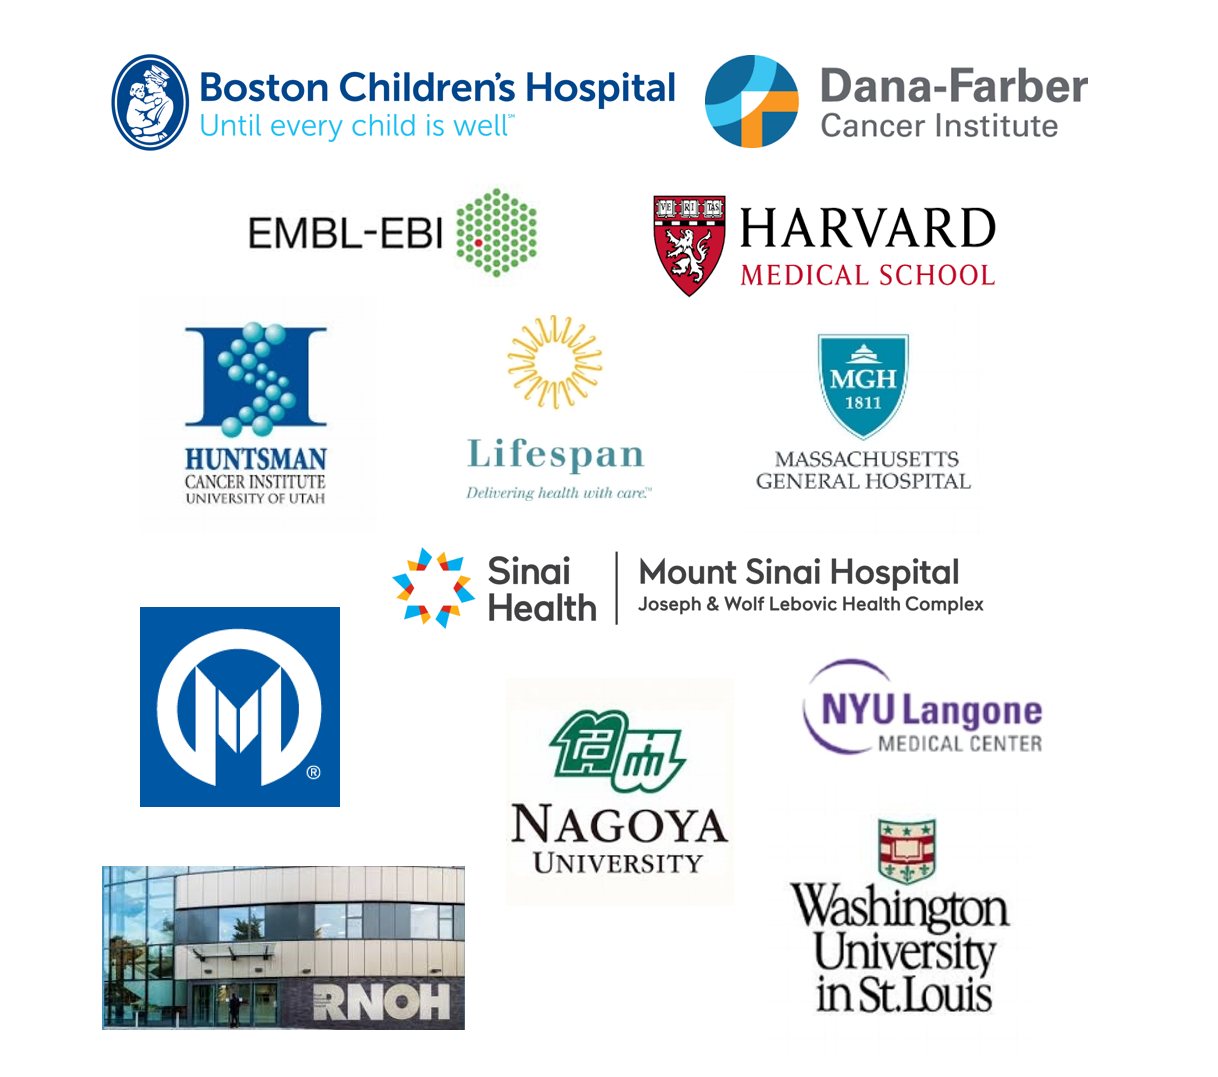 Boston Children's Hospital
Until every child is well℠
Dana-Farber
Cancer Institute
EMBL-EBI
VE RI TAS
HARVARD
MEDICAL SCHOOL
HUNTSMAN
CANCER INSTITUTE
UNIVERSITY OF UTAH
Lifespan
Delivering health with care.™
MGH
1811
MASSACHUSETTS
GENERAL HOSPITAL
Sinai
Health
Mount Sinai Hospital
Joseph & Wolf Lebovic Health Complex
M
®
NAGOYA
UNIVERSITY
NYU Langone
MEDICAL CENTER
RNOH
Washington
University
in St. Louis